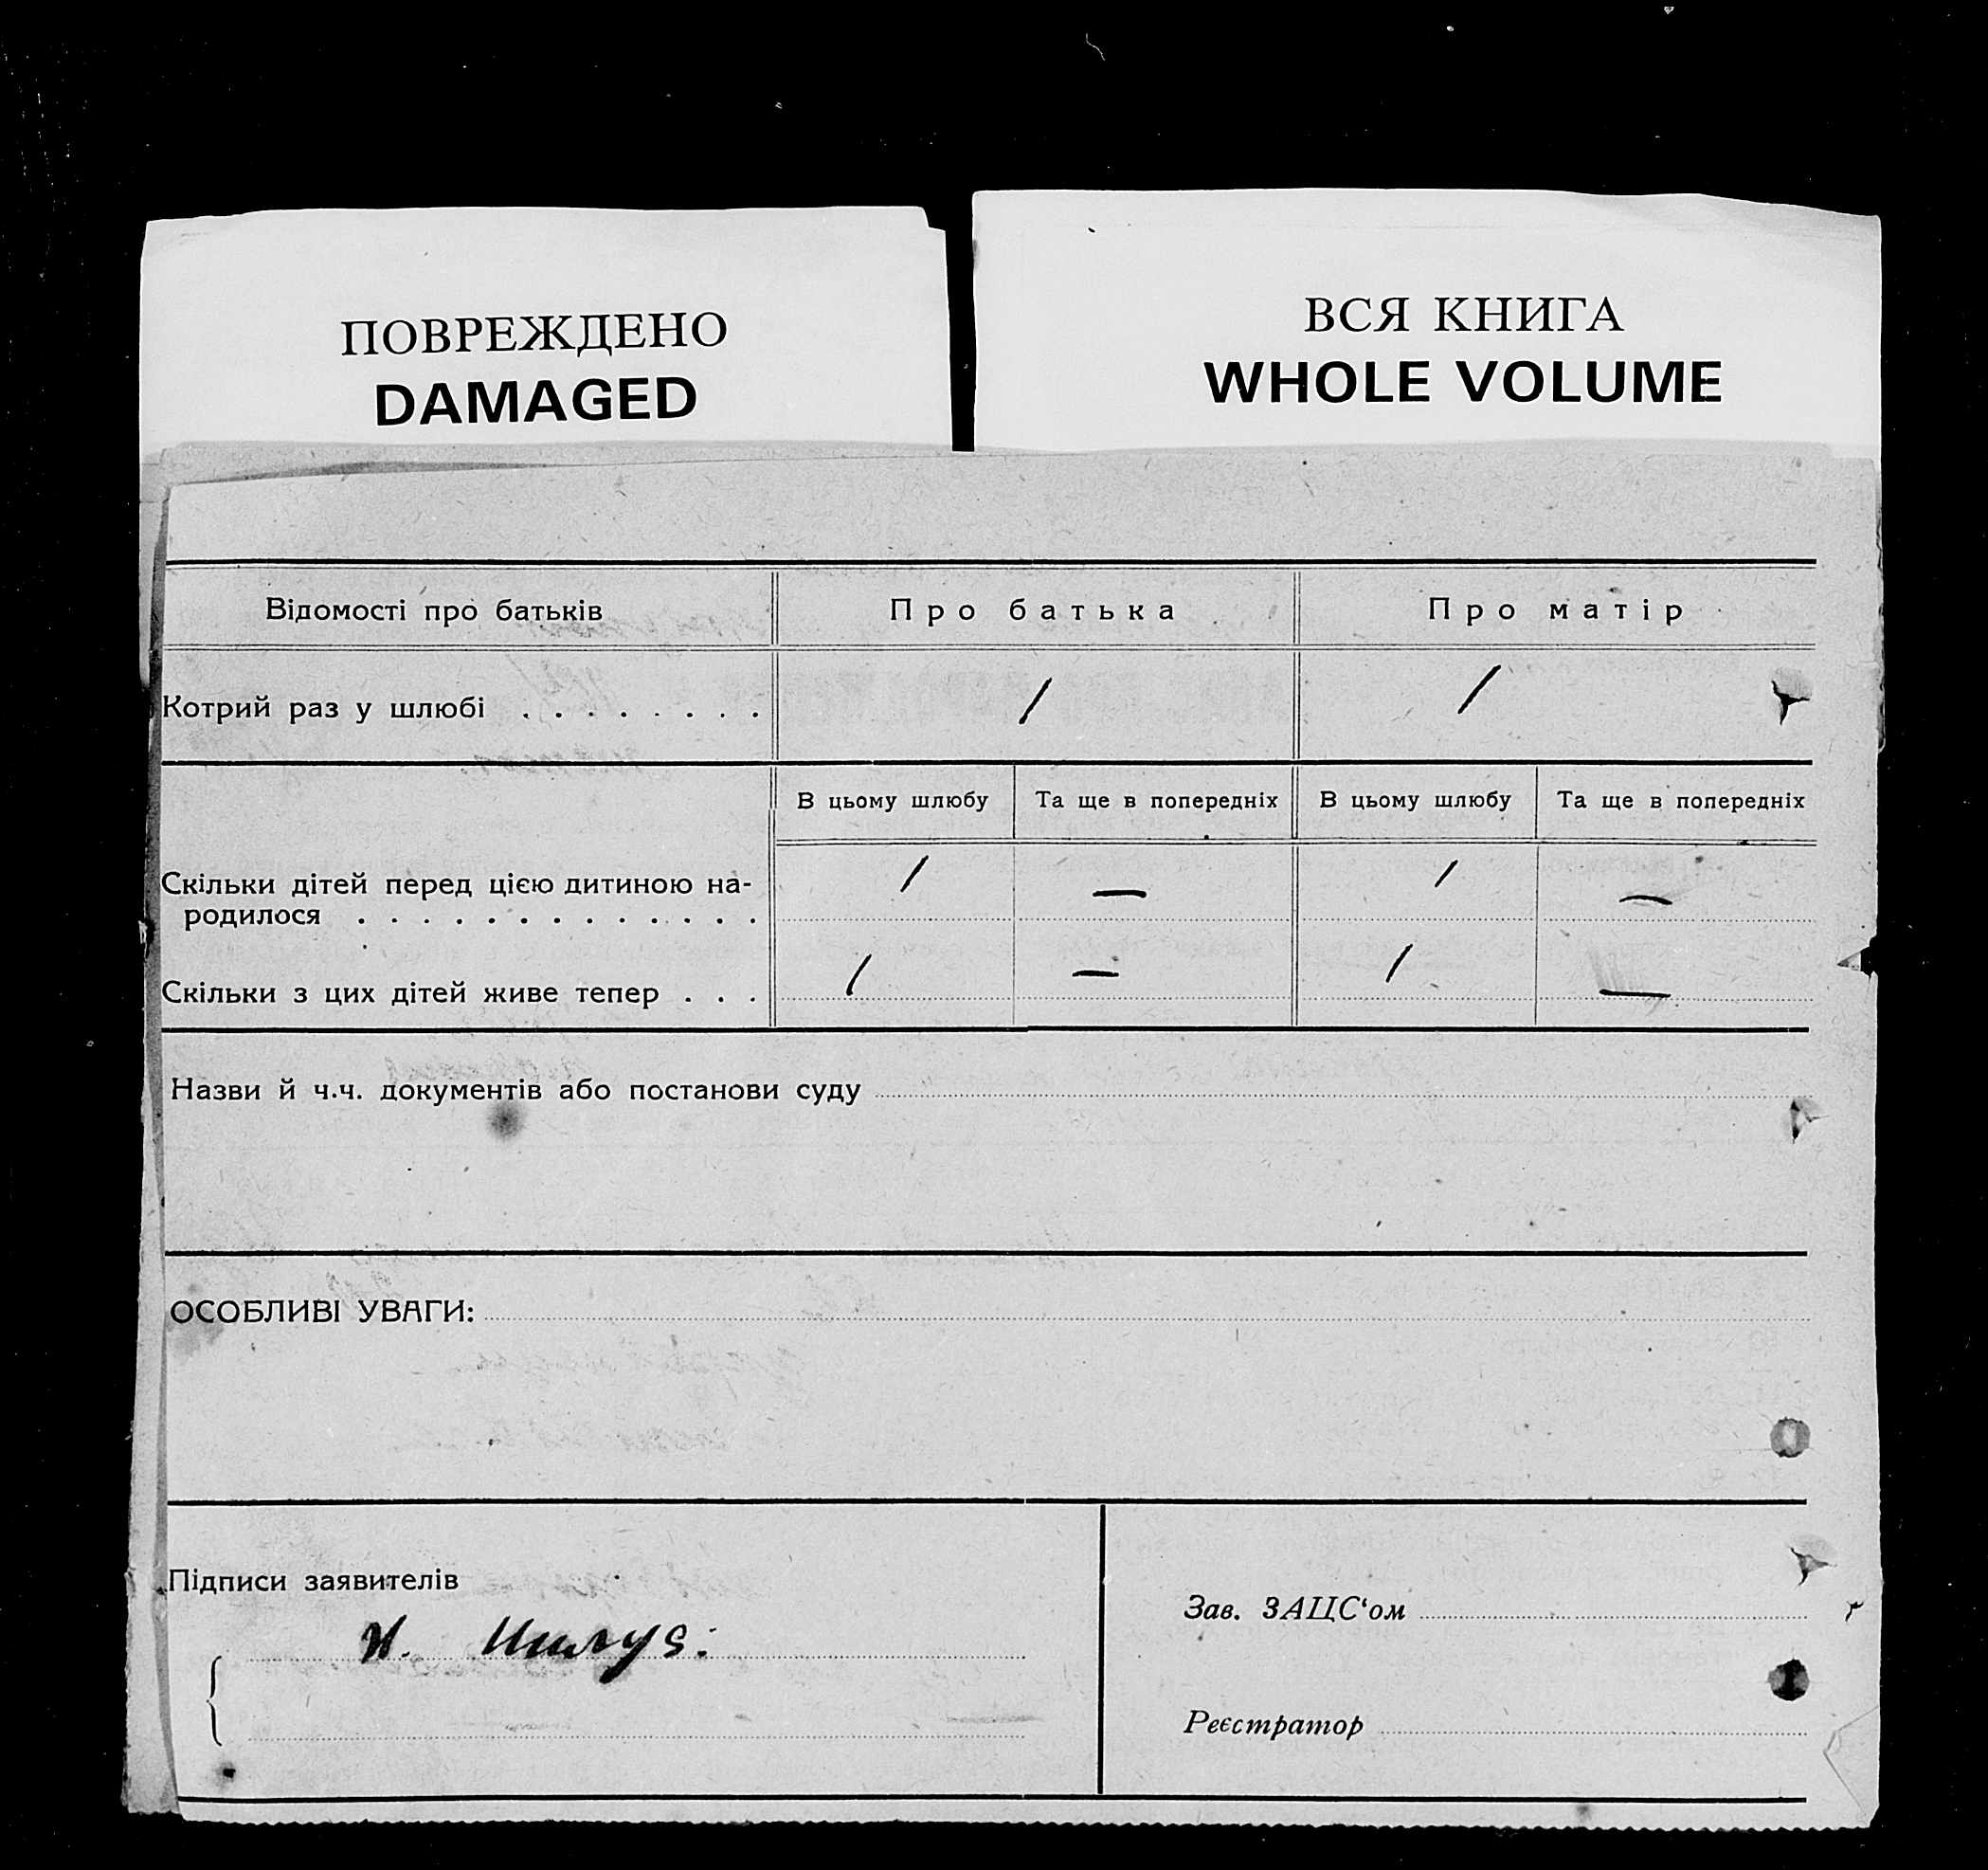 ПОВРЕЖДЕНО
DAMAGED
ВСЯ КНИГА
WHOLE VOLUME
Відомості про батьків Про батька Про матір
Котрий раз у шлюбі . . . . . . . . / /
В цьому шлюбу Та ще в попередніх В цьому шлюбу Та ще в попередніх
Скільки дітей перед цією дитиною на-
родилося . . . . . . . . . . . . . / — / —
Скільки з цих дітей живе тепер . . . / — / —
Назви й ч.ч. документів або постанови суду
ОСОБЛИВІ УВАГИ:
Підписи заявителів
Зав. ЗАЦС‘ом
Реєстратор